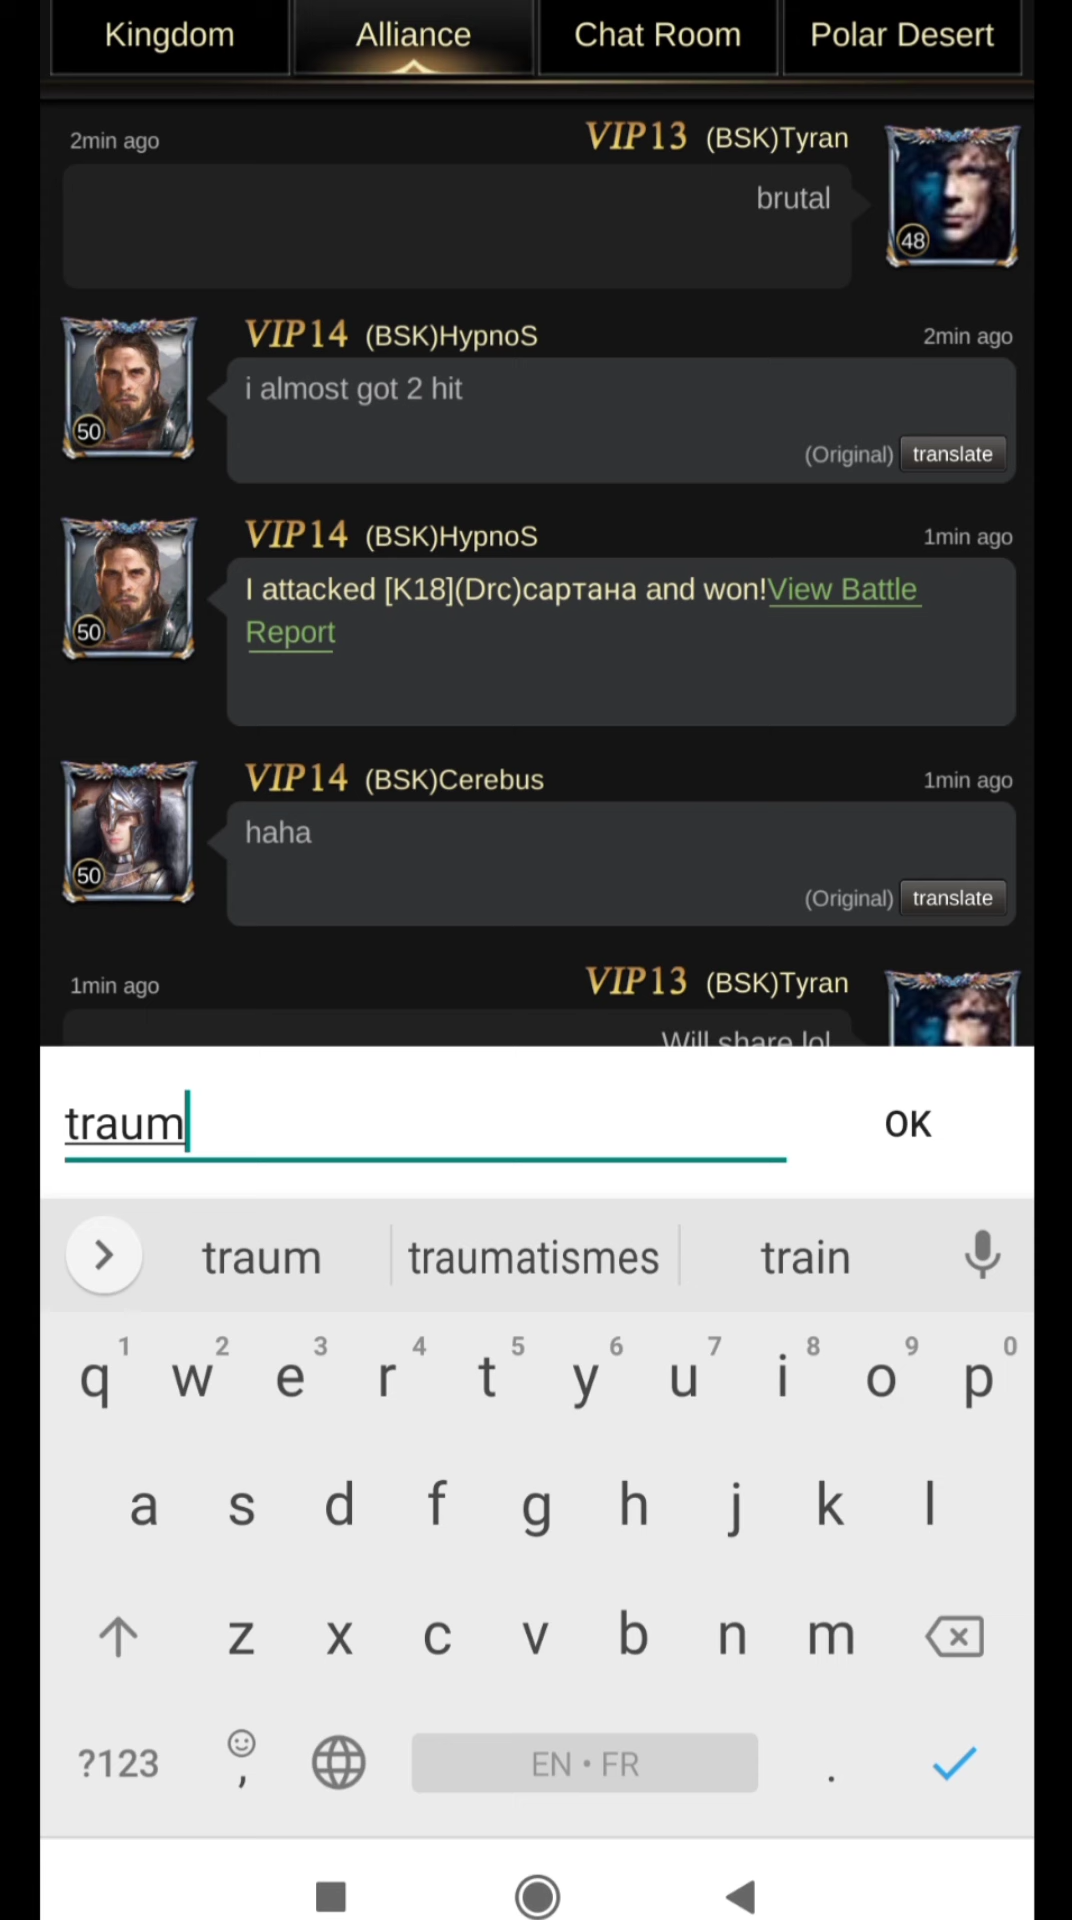 Kingdom Alliance Chat Room Polar Desert
2min ago VIP13 (BSK)Tyran
brutal
48
VIP14 (BSK)HypnoS 2min ago
i almost got 2 hit
50
(Original) translate
VIP14 (BSK)HypnoS 1min ago
I attacked [K18](Drc)сартана and won!View Battle
Report
50
VIP14 (BSK)Cerebus 1min ago
haha
50
(Original) translate
1min ago VIP13 (BSK)Tyran
Will share lol
traum OK
traum traumatismes train
1 2 3 4 5 6 7 8 9 0
q w e r t y u i o p
a s d f g h j k l
z x c v b n m
?123 , EN • FR .